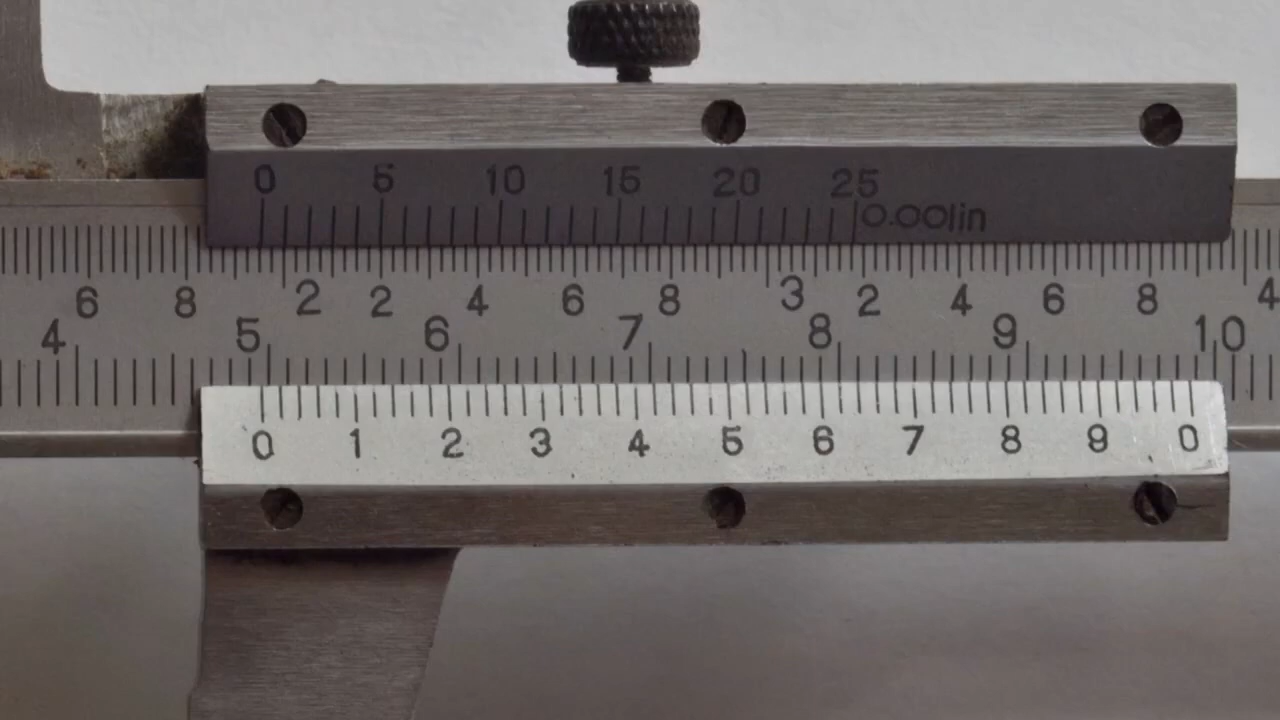 0 5 10 15 20 25
0.001in
6 8 2 2 4 6 8 3 2 4 6 8 4
4 5 6 7 8 9 10
0 1 2 3 4 5 6 7 8 9 0